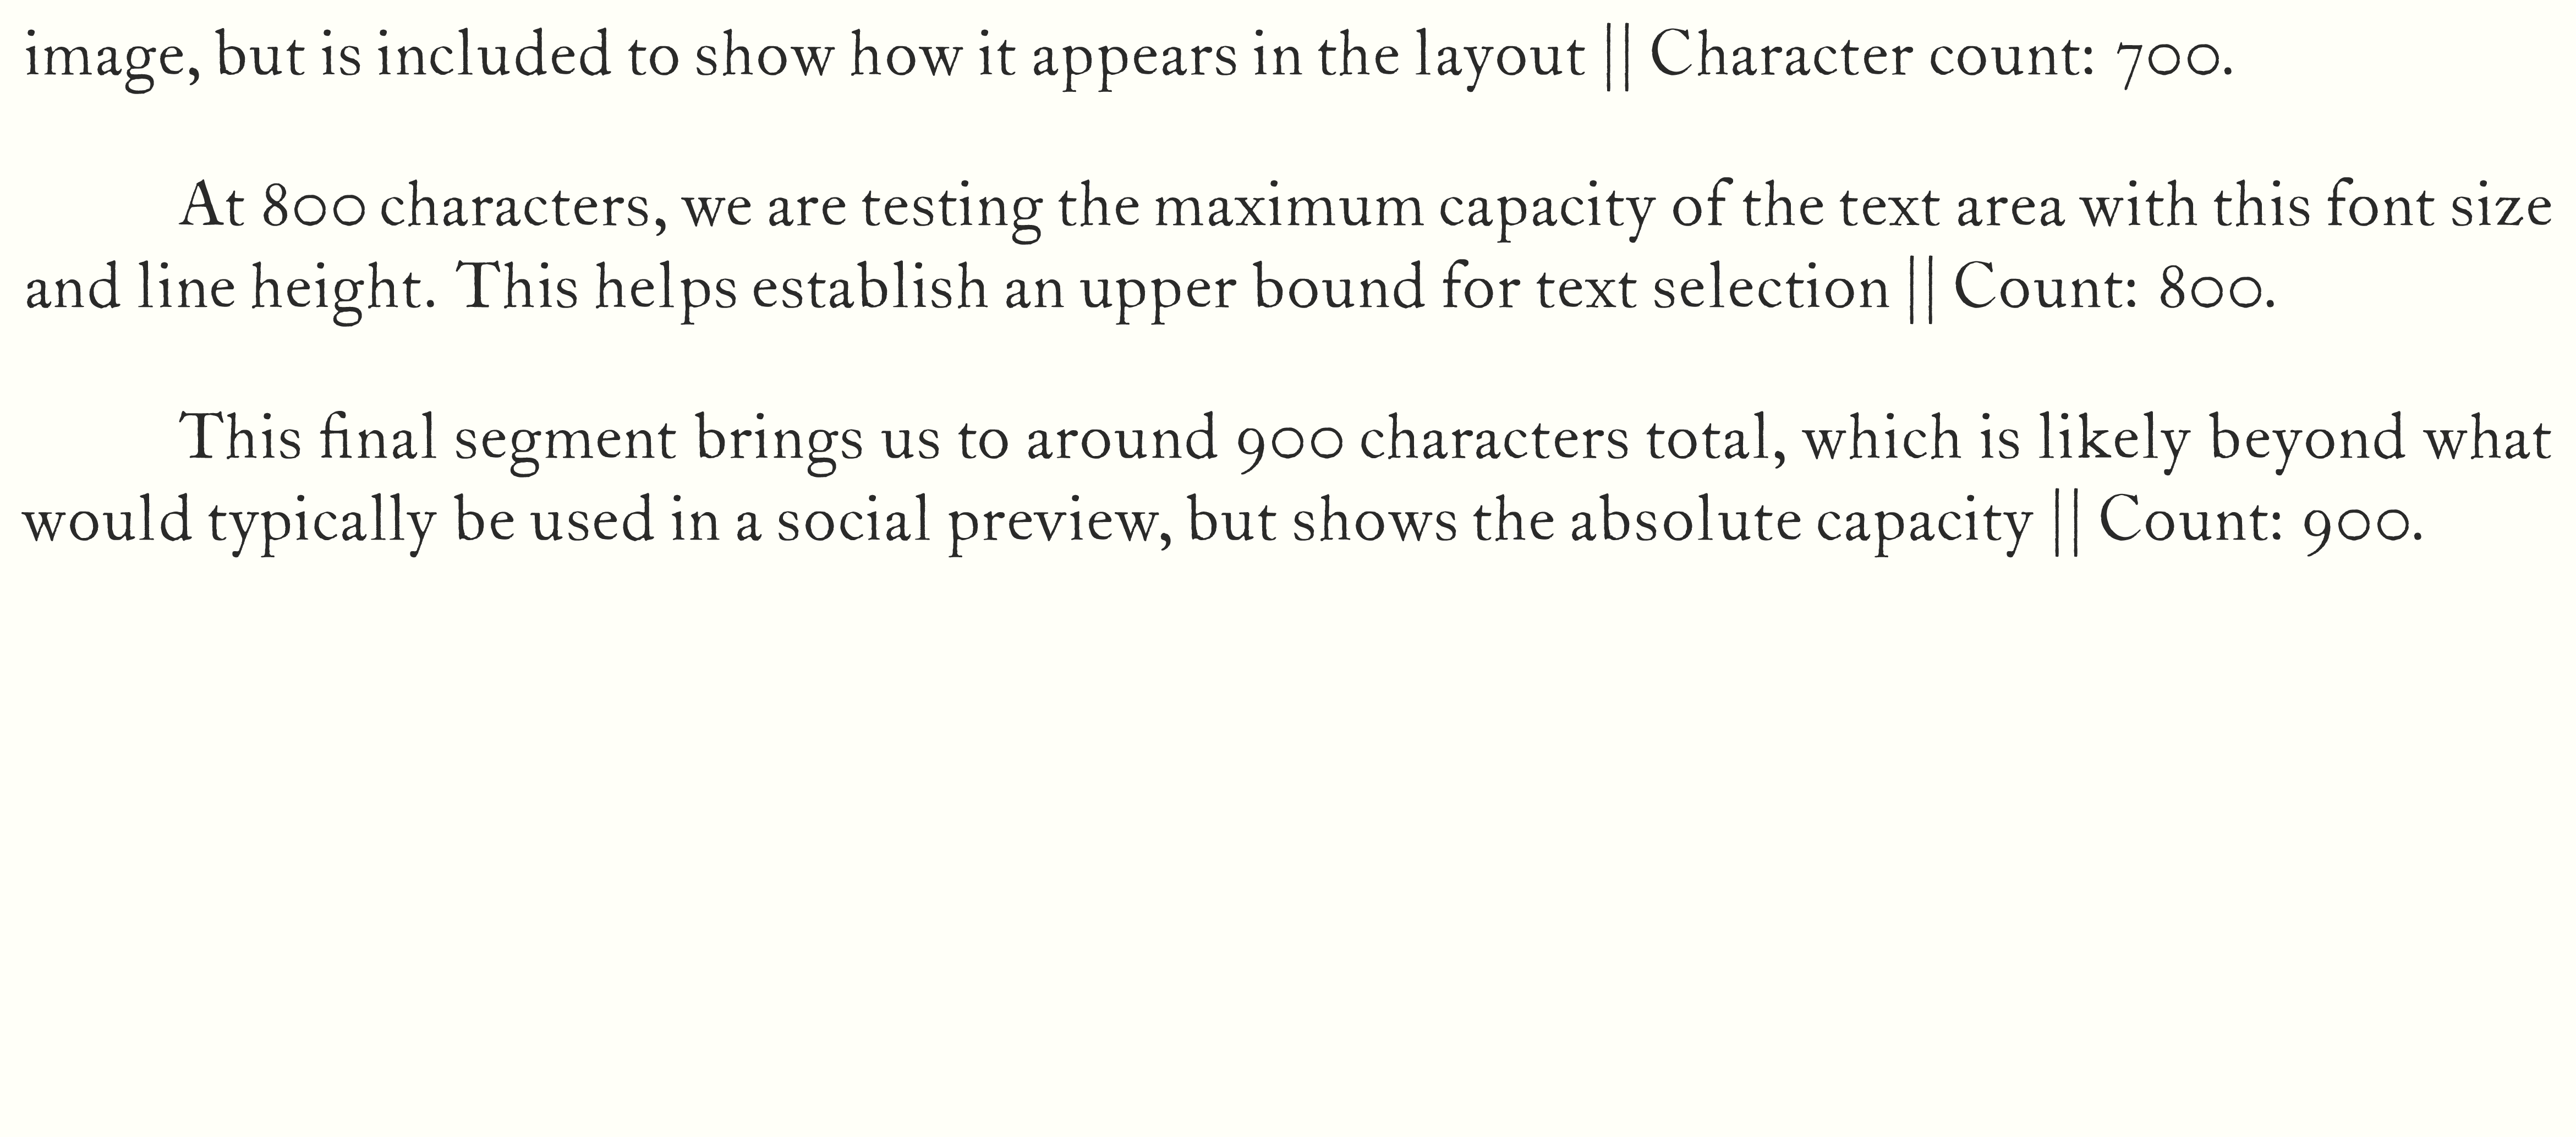 image, but is included to show how it appears in the layout || Character count: 700.
At 800 characters, we are testing the maximum capacity of the text area with this font size
and line height. This helps establish an upper bound for text selection || Count: 800.
This final segment brings us to around 900 characters total, which is likely beyond what
would typically be used in a social preview, but shows the absolute capacity || Count: 900.